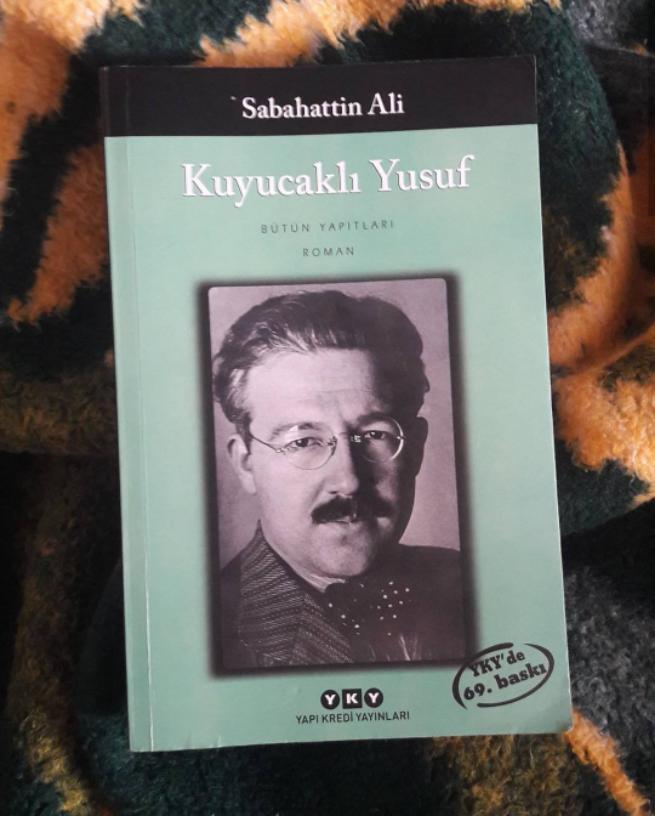 Sabahattin Ali
Kuyucaklı Yusuf
BÜTÜN YAPITLARI
ROMAN
YKY'de
69. baskı
YKY
YAPI KREDİ YAYINLARI